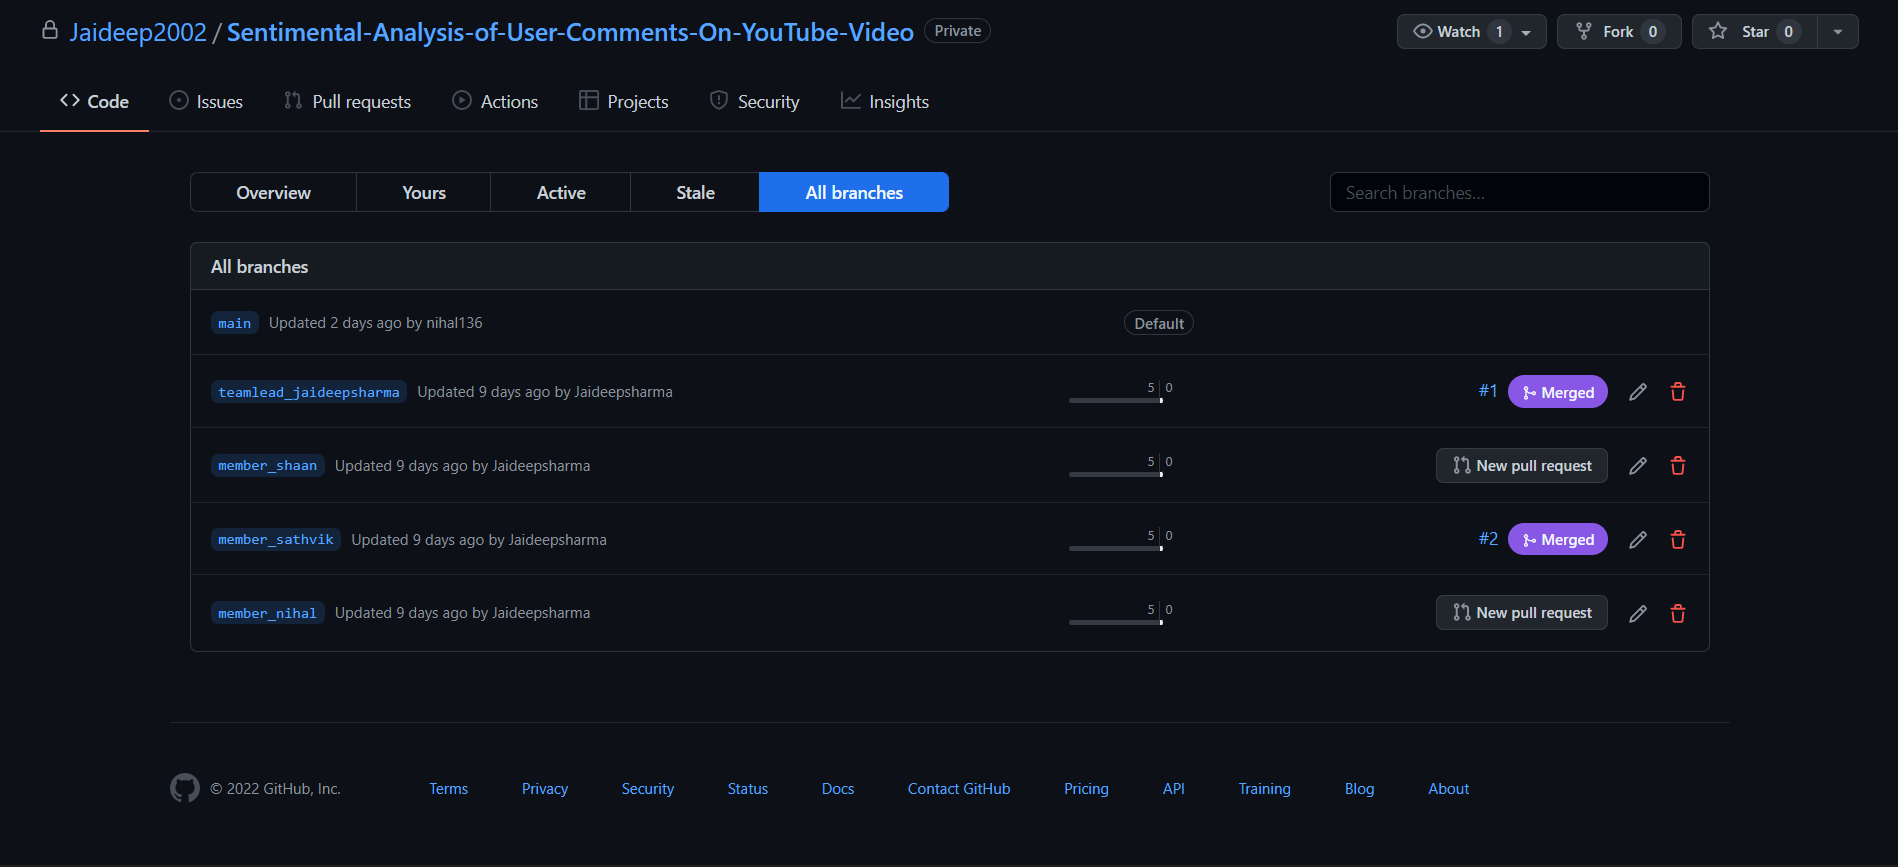 Jaideep2002 / Sentimental-Analysis-of-User-Comments-On-YouTube-Video Private Watch 1 Fork 0 Star 0
Code Issues Pull requests Actions Projects Security Insights
Overview Yours Active Stale All branches Search branches...
All branches
main Updated 2 days ago by nihal136 Default
teamlead_jaideepsharma Updated 9 days ago by Jaideepsharma 5 0 #1 Merged
member_shaan Updated 9 days ago by Jaideepsharma 5 0 New pull request
member_sathvik Updated 9 days ago by Jaideepsharma 5 0 #2 Merged
member_nihal Updated 9 days ago by Jaideepsharma 5 0 New pull request
© 2022 GitHub, Inc. Terms Privacy Security Status Docs Contact GitHub Pricing API Training Blog About